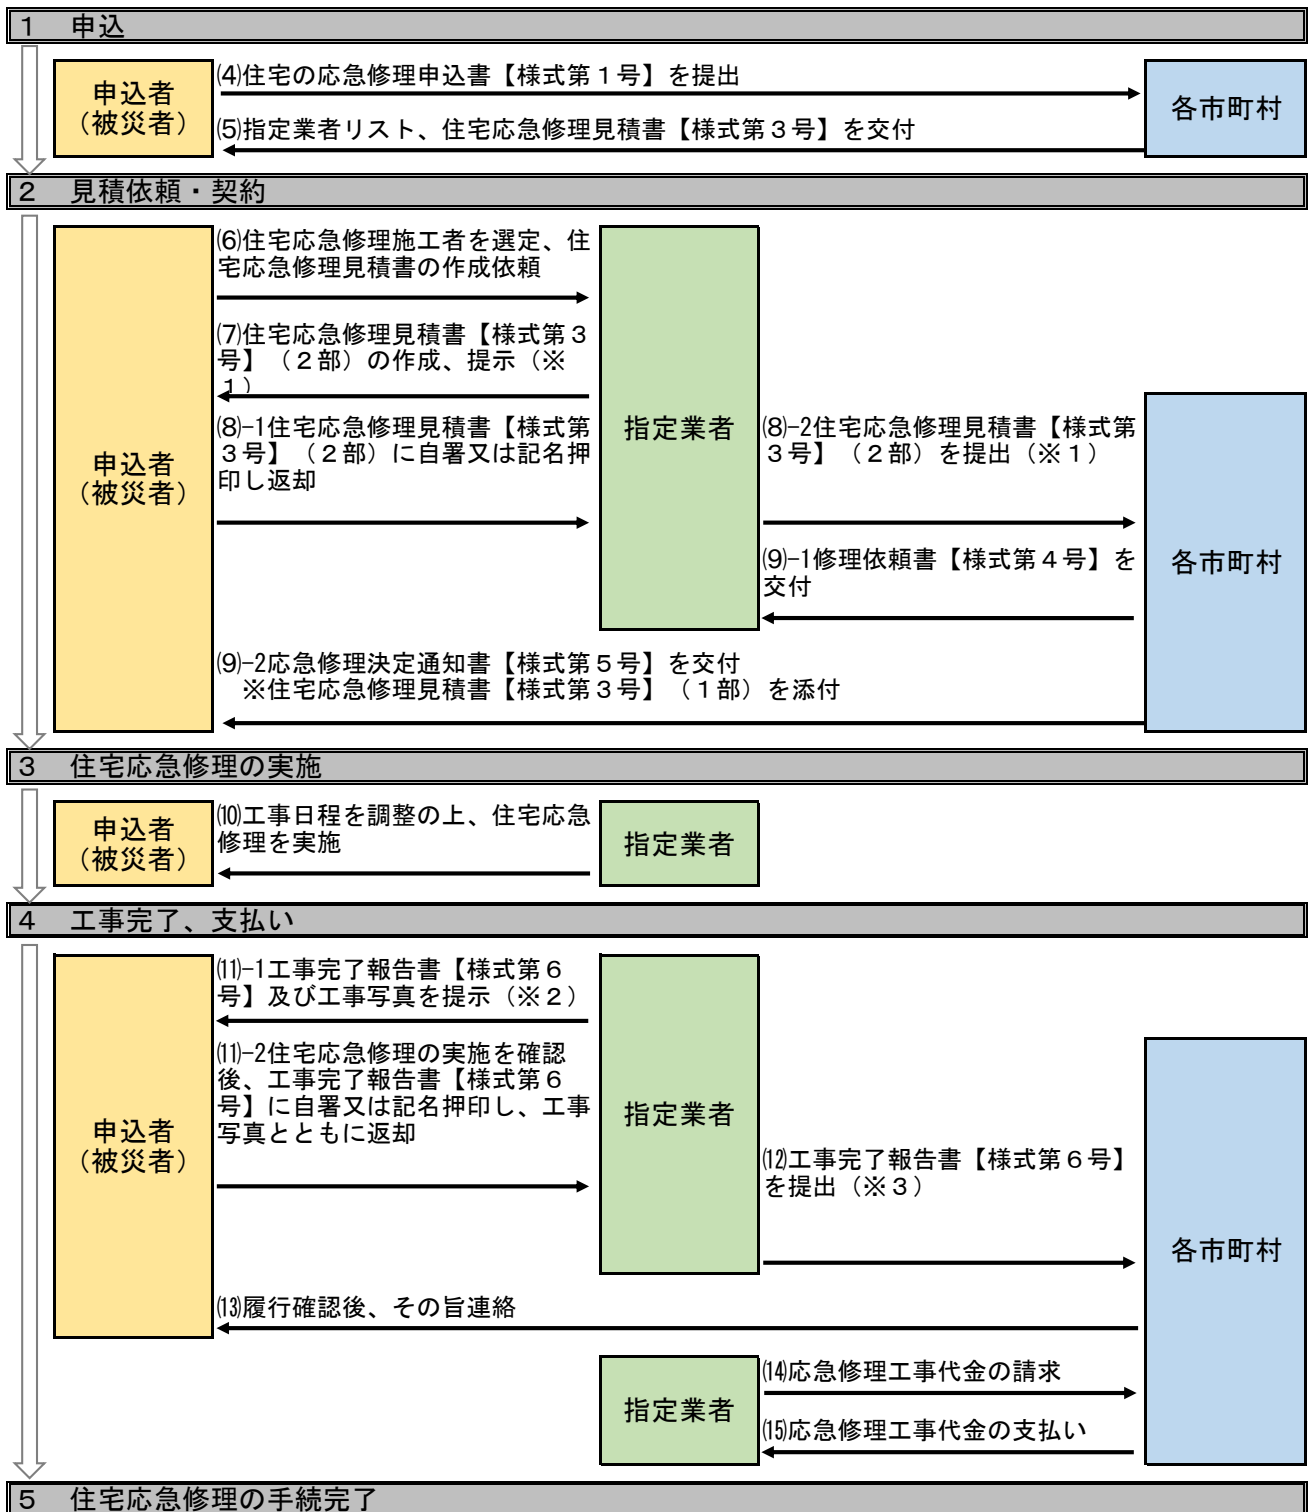 １　申込
申込者
（被災者）
⑷住宅の応急修理申込書【様式第１号】を提出
⑸指定業者リスト、住宅応急修理見積書【様式第３号】を交付
各市町村
２　見積依頼・契約
申込者
（被災者）
⑹住宅応急修理施工者を選定、住
宅応急修理見積書の作成依頼
⑺住宅応急修理見積書【様式第３
号】（２部）の作成、提示（※
１）
⑻-1住宅応急修理見積書【様式第
３号】（２部）に自署又は記名押
印し返却
指定業者
⑻-2住宅応急修理見積書【様式第
３号】（２部）を提出（※１）
⑼-1修理依頼書【様式第４号】を
交付
各市町村
⑼-2応急修理決定通知書【様式第５号】を交付
※住宅応急修理見積書【様式第３号】（１部）を添付
３　住宅応急修理の実施
申込者
（被災者）
⑽工事日程を調整の上、住宅応急
修理を実施
指定業者
４　工事完了、支払い
申込者
（被災者）
⑾-1工事完了報告書【様式第６
号】及び工事写真を提示（※２）
⑾-2住宅応急修理の実施を確認
後、工事完了報告書【様式第６
号】に自署又は記名押印し、工事
写真とともに返却
指定業者
⑿工事完了報告書【様式第６号】
を提出（※３）
各市町村
⒀履行確認後、その旨連絡
指定業者
⒁応急修理工事代金の請求
⒂応急修理工事代金の支払い
５　住宅応急修理の手続完了